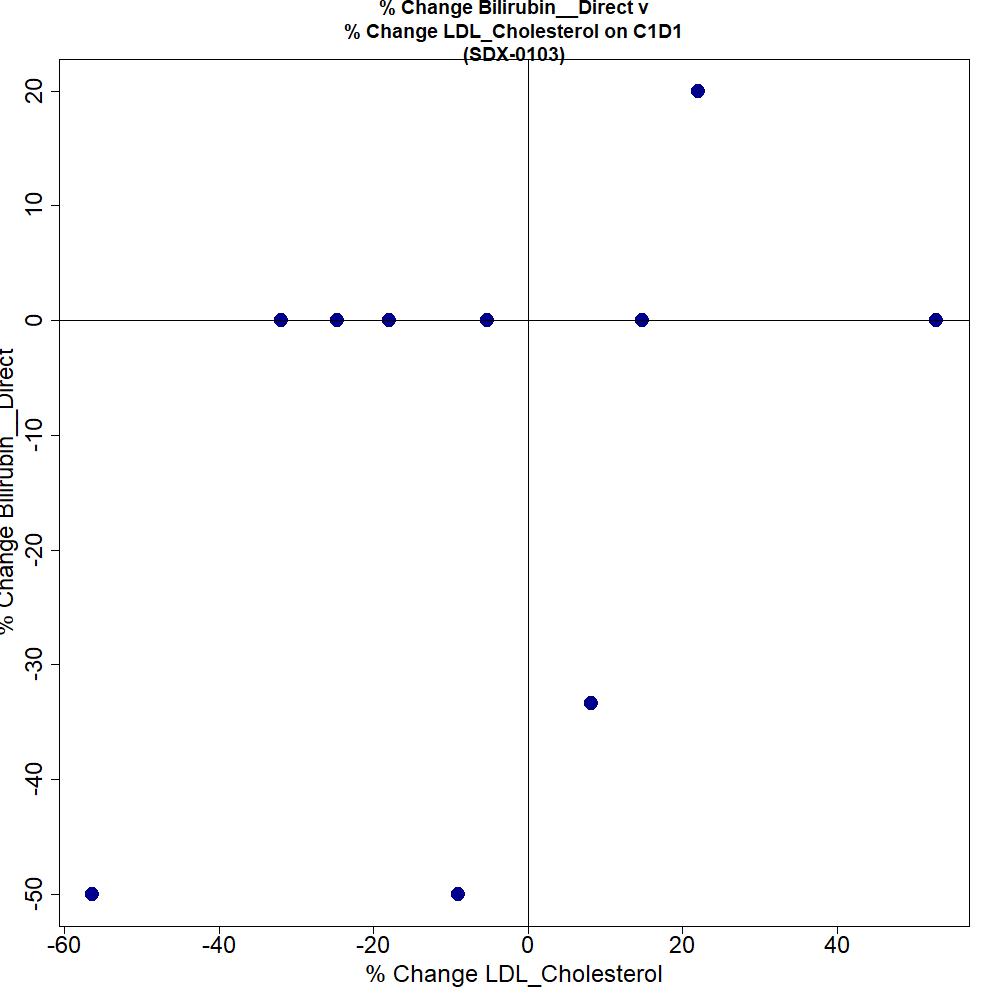 % Change Bilirubin__Direct v
% Change LDL_Cholesterol on C1D1
(SDX-0103)
20
10
0
-10
-20
-30
-40
-50
% Change Bilirubin__Direct
-60
-40
-20
0
20
40
% Change LDL_Cholesterol